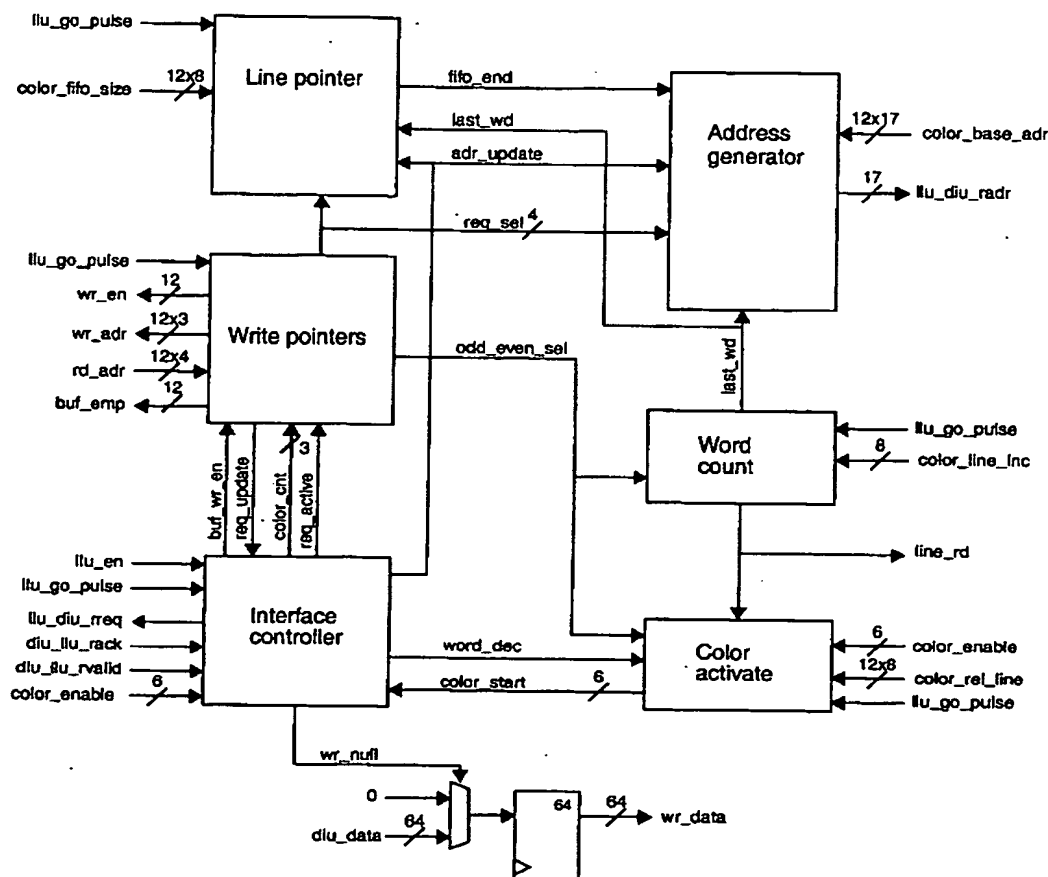 llu_go_pulse
12x8
color_fifo_size
Line pointer
fifo_end
last_wd
adr_update
req_sel
4
Address
generator
12x17
color_base_adr
17
llu_diu_radr
llu_go_pulse
12
wr_en
12x3
wr_adr
12x4
rd_adr
12
buf_emp
Write pointers
odd_even_sel
last_wd
Word
count
llu_go_pulse
8
color_line_inc
buf_wr_en
req_update
color_cnt
3
req_active
line_rd
llu_en
llu_go_pulse
llu_diu_rreq
diu_llu_rack
diu_llu_rvalid
color_enable
6
Interface
controller
word_dec
color_start
6
Color
activate
6
color_enable
12x8
color_rel_line
llu_go_pulse
wr_null
0
64
diu_data
64
64
wr_data